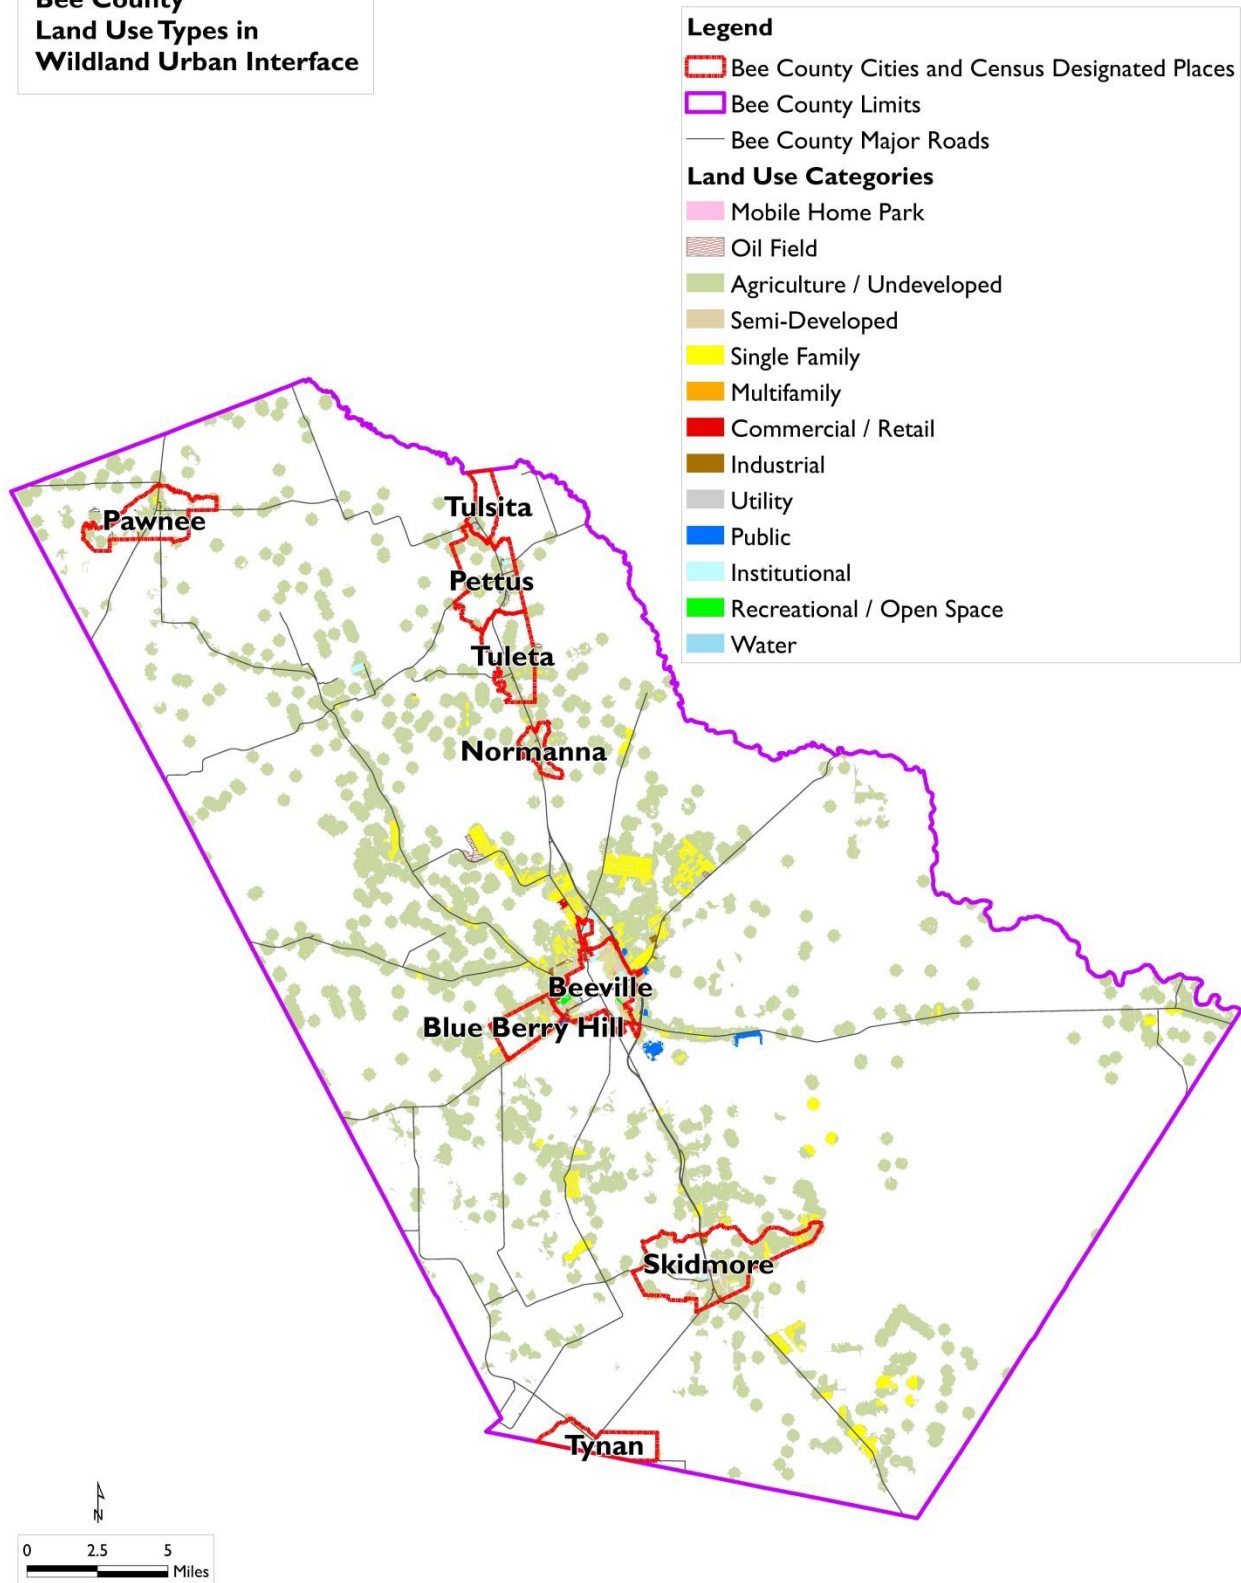 Bee County
Land Use Types in
Wildland Urban Interface
Legend
Bee County Cities and Census Designated Places
Bee County Limits
Bee County Major Roads
Land Use Categories
Mobile Home Park
Oil Field
Agriculture / Undeveloped
Semi-Developed
Single Family
Multifamily
Commercial / Retail
Industrial
Utility
Public
Institutional
Recreational / Open Space
Water
Tulsita
Pawnee
Pettus
Tuleta
Normanna
Beeville
Blue Berry Hill
Skidmore
Tynan
N
0 2.5 5
Miles